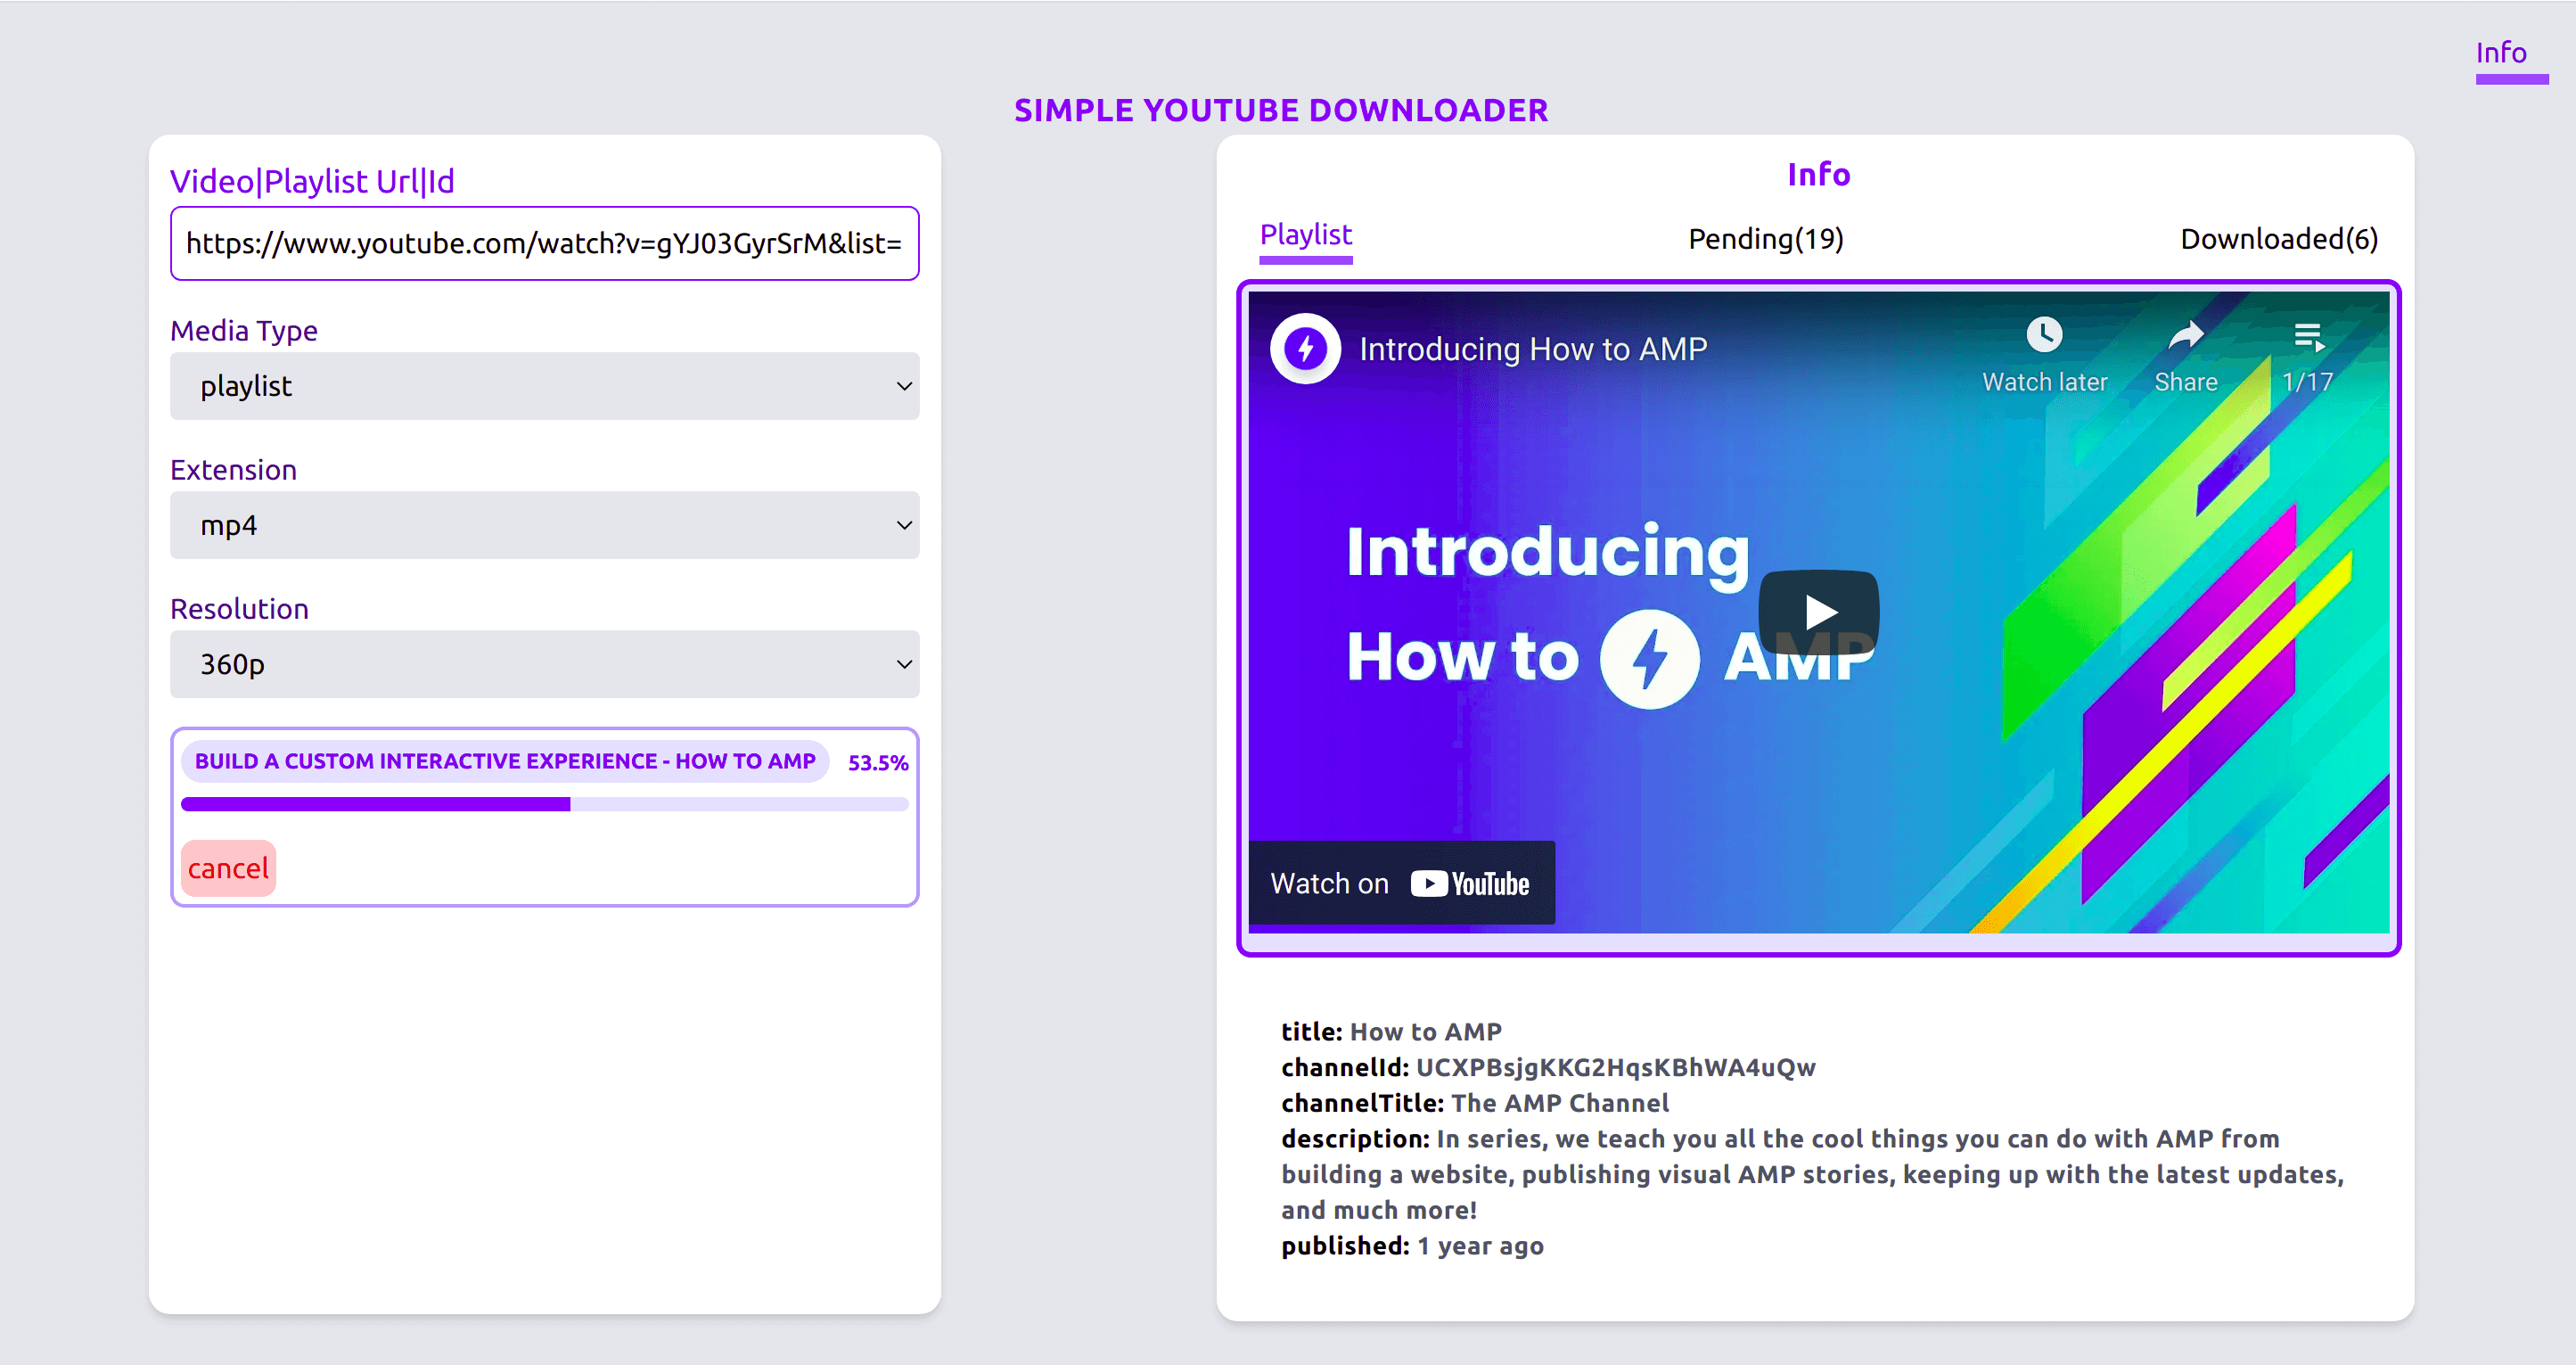 Info
SIMPLE YOUTUBE DOWNLOADER
Video|Playlist Url|Id
https://www.youtube.com/watch?v=gYJ03GyrSrM&list=
Media Type
playlist
Extension
mp4
Resolution
360p
BUILD A CUSTOM INTERACTIVE EXPERIENCE - HOW TO AMP 53.5%
cancel
Info
Playlist Pending(19) Downloaded(6)
Introducing How to AMP
Watch later Share 1/17
Introducing
How to AMP
Watch on YouTube
title: How to AMP
channelId: UCXPBsjgKKG2HqsKBhWA4uQw
channelTitle: The AMP Channel
description: In series, we teach you all the cool things you can do with AMP from
building a website, publishing visual AMP stories, keeping up with the latest updates,
and much more!
published: 1 year ago